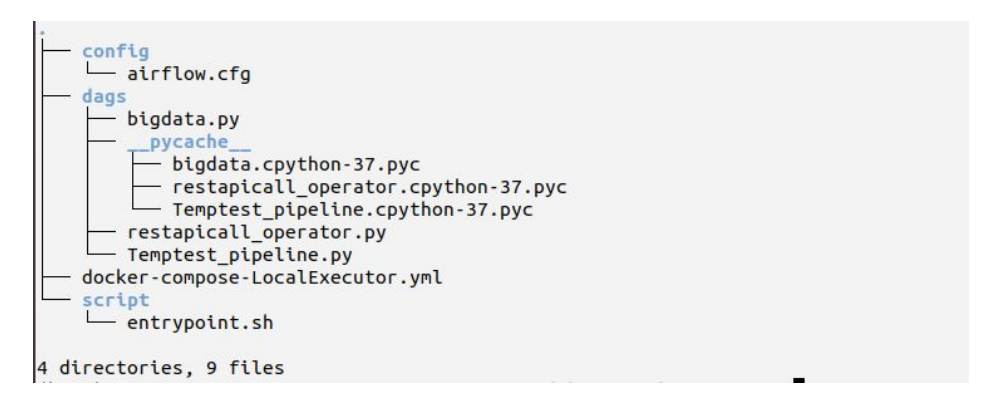 .
├── config
│   └── airflow.cfg
├── dags
│   ├── bigdata.py
│   ├── __pycache__
│   │   ├── bigdata.cpython-37.pyc
│   │   ├── restapicall_operator.cpython-37.pyc
│   │   └── Temptest_pipeline.cpython-37.pyc
│   ├── restapicall_operator.py
│   └── Temptest_pipeline.py
├── docker-compose-LocalExecutor.yml
└── script
    └── entrypoint.sh
4 directories, 9 files